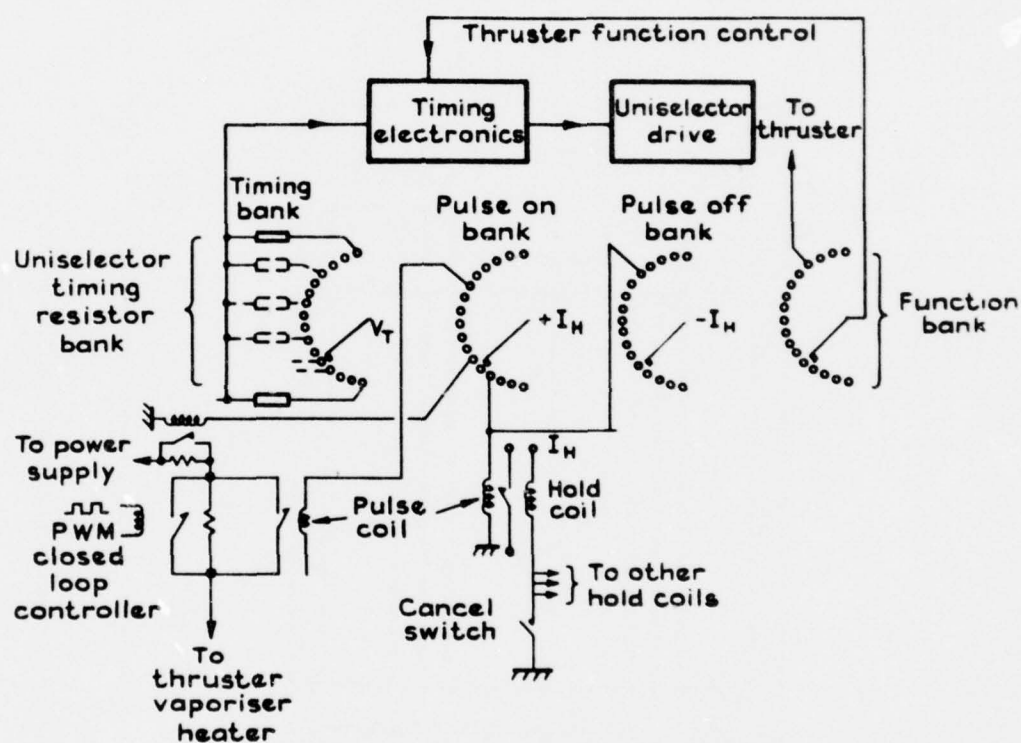 Thruster function control
Timing
electronics
Uniselector
drive
To
thruster
Timing
bank
Pulse on
bank
Pulse off
bank
Uniselector
timing
resistor
bank
V_T
+I_H
-I_H
Function
bank
To power
supply
I_H
Pulse
coil
Hold
coil
PWM
closed
loop
controller
To other
hold coils
Cancel
switch
To
thruster
vaporiser
heater